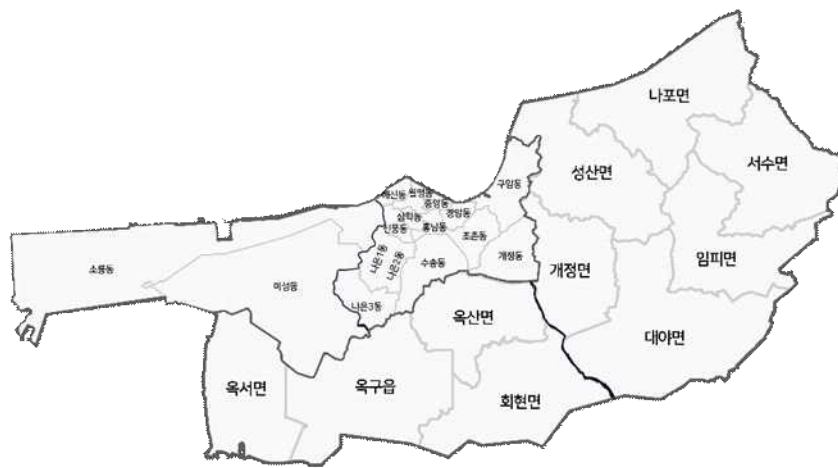 나포면
서수면
성산면
구암동
해신동
월명동
중앙동
경암동
삼학동
신풍동
흥남동
조촌동
나운1동
나운2동
수송동
개정동
개정면
임피면
소룡동
미성동
나운3동
옥산면
대야면
옥서면
옥구읍
회현면